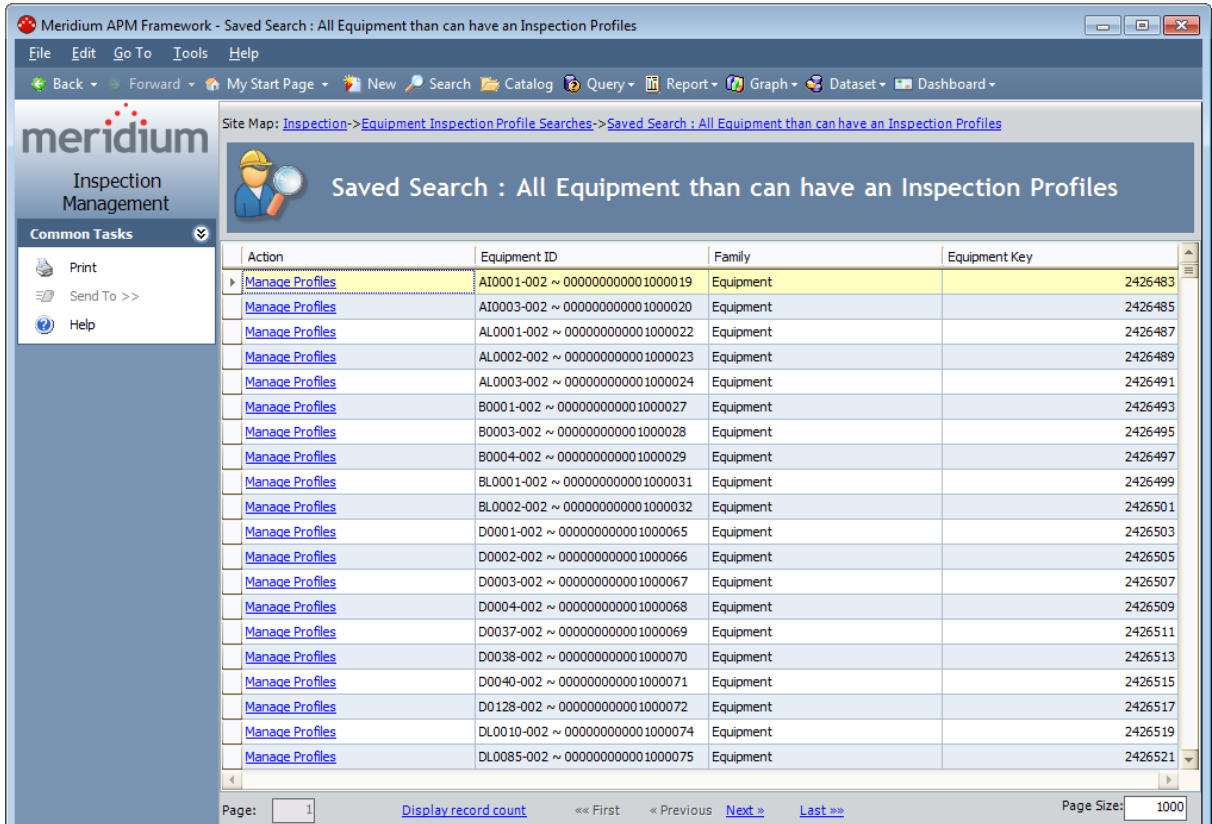 Meridium APM Framework - Saved Search : All Equipment than can have an Inspection Profiles
File Edit Go To Tools Help
Back Forward My Start Page New Search Catalog Query Report Graph Dataset Dashboard
meridium
Inspection
Management
Common Tasks
Print
Send To >>
Help
Site Map: Inspection->Equipment Inspection Profile Searches->Saved Search : All Equipment than can have an Inspection Profiles
Saved Search : All Equipment than can have an Inspection Profiles
Action Equipment ID Family Equipment Key
Manage Profiles AI0001-002 ~ 000000000001000019 Equipment 2426483
Manage Profiles AI0003-002 ~ 000000000001000020 Equipment 2426485
Manage Profiles AL0001-002 ~ 000000000001000022 Equipment 2426487
Manage Profiles AL0002-002 ~ 000000000001000023 Equipment 2426489
Manage Profiles AL0003-002 ~ 000000000001000024 Equipment 2426491
Manage Profiles B0001-002 ~ 000000000001000027 Equipment 2426493
Manage Profiles B0003-002 ~ 000000000001000028 Equipment 2426495
Manage Profiles B0004-002 ~ 000000000001000029 Equipment 2426497
Manage Profiles BL0001-002 ~ 000000000001000031 Equipment 2426499
Manage Profiles BL0002-002 ~ 000000000001000032 Equipment 2426501
Manage Profiles D0001-002 ~ 000000000001000065 Equipment 2426503
Manage Profiles D0002-002 ~ 000000000001000066 Equipment 2426505
Manage Profiles D0003-002 ~ 000000000001000067 Equipment 2426507
Manage Profiles D0004-002 ~ 000000000001000068 Equipment 2426509
Manage Profiles D0037-002 ~ 000000000001000069 Equipment 2426511
Manage Profiles D0038-002 ~ 000000000001000070 Equipment 2426513
Manage Profiles D0040-002 ~ 000000000001000071 Equipment 2426515
Manage Profiles D0128-002 ~ 000000000001000072 Equipment 2426517
Manage Profiles DL0010-002 ~ 000000000001000074 Equipment 2426519
Manage Profiles DL0085-002 ~ 000000000001000075 Equipment 2426521
Page: 1 Display record count «« First « Previous Next » Last »» Page Size: 1000